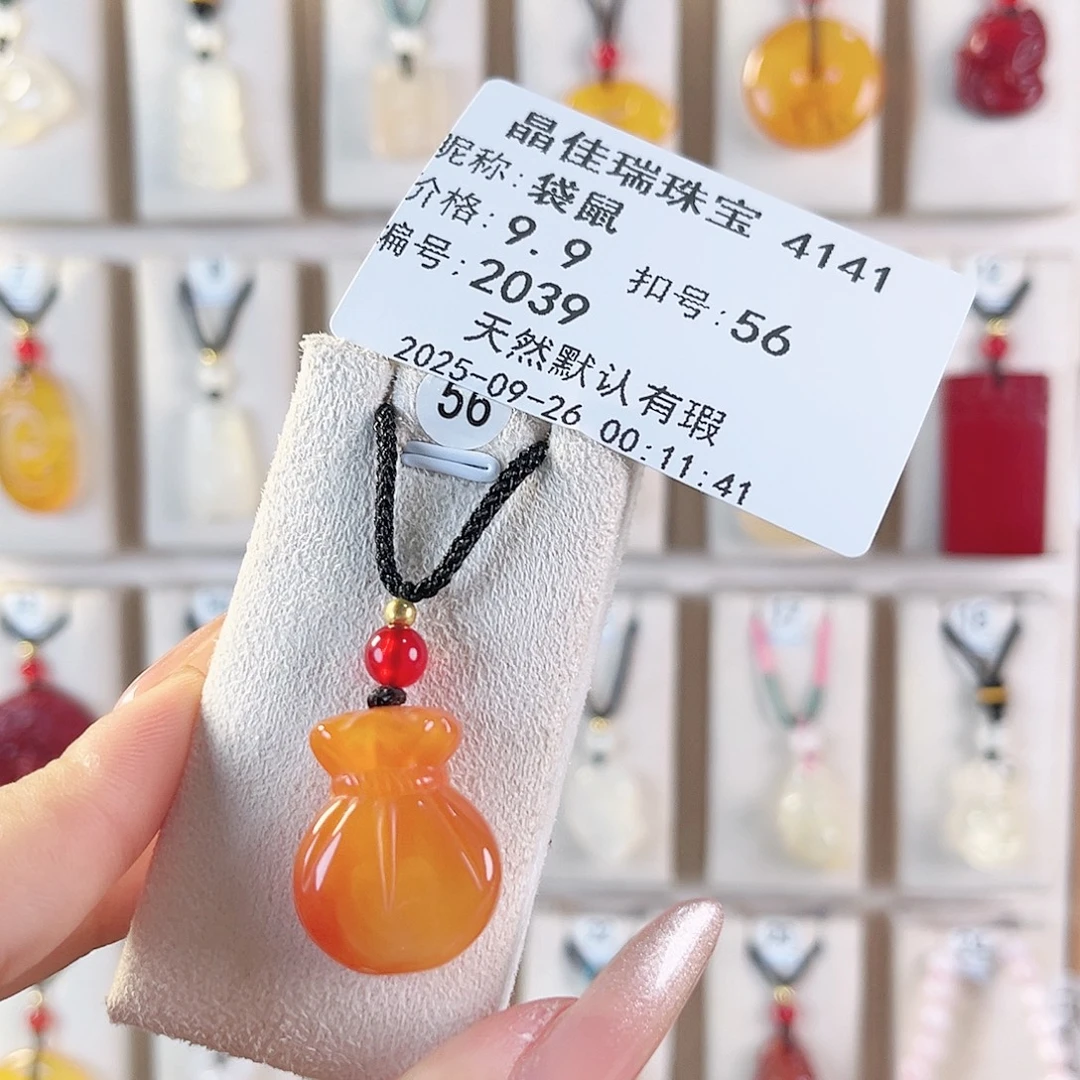 晶佳瑞珠宝 4141
昵称:袋鼠
价格:9.9 扣号:56
编号:2039
天然默认有瑕
2025-09-26 00:11:41
56